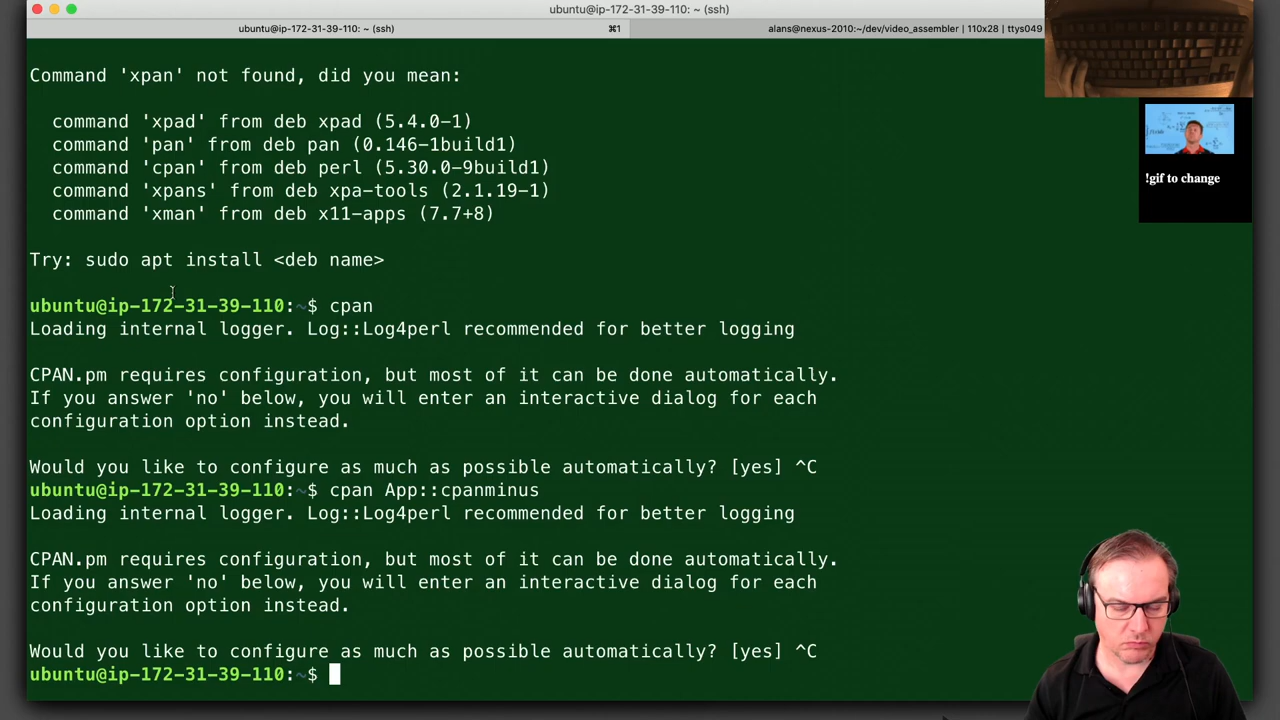 ubuntu@ip-172-31-39-110: ~ (ssh)
ubuntu@ip-172-31-39-110: ~ (ssh)
⌘1
alans@nexus-2010:~/dev/video_assembler | 110x28 | ttys049
Command 'xpan' not found, did you mean:
command 'xpad' from deb xpad (5.4.0-1)
command 'pan' from deb pan (0.146-1build1)
command 'cpan' from deb perl (5.30.0-9build1)
command 'xpans' from deb xpa-tools (2.1.19-1)
command 'xman' from deb x11-apps (7.7+8)
Try: sudo apt install <deb name>
ubuntu@ip-172-31-39-110:~$ cpan
Loading internal logger. Log::Log4perl recommended for better logging
CPAN.pm requires configuration, but most of it can be done automatically.
If you answer 'no' below, you will enter an interactive dialog for each
configuration option instead.
Would you like to configure as much as possible automatically? [yes] ^C
ubuntu@ip-172-31-39-110:~$ cpan App::cpanminus
Loading internal logger. Log::Log4perl recommended for better logging
CPAN.pm requires configuration, but most of it can be done automatically.
If you answer 'no' below, you will enter an interactive dialog for each
configuration option instead.
Would you like to configure as much as possible automatically? [yes] ^C
ubuntu@ip-172-31-39-110:~$
!gif to change